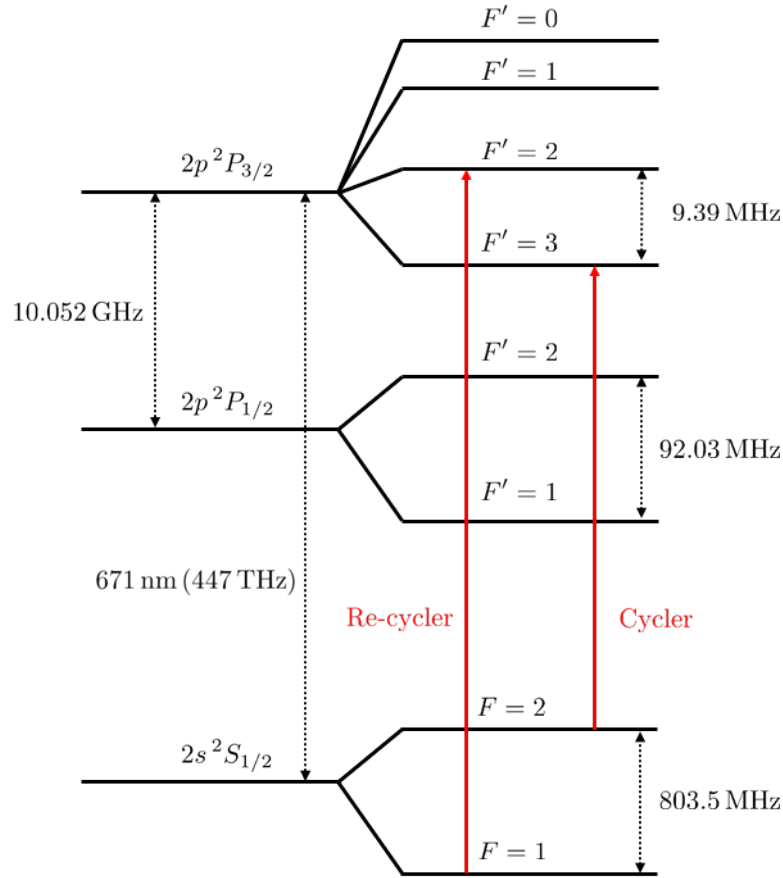 F′ = 0
F′ = 1
2p ²P₃/₂
F′ = 2
9.39 MHz
F′ = 3
10.052 GHz
F′ = 2
2p ²P₁/₂
92.03 MHz
F′ = 1
671 nm (447 THz)
Re-cycler
Cycler
F = 2
2s ²S₁/₂
803.5 MHz
F = 1